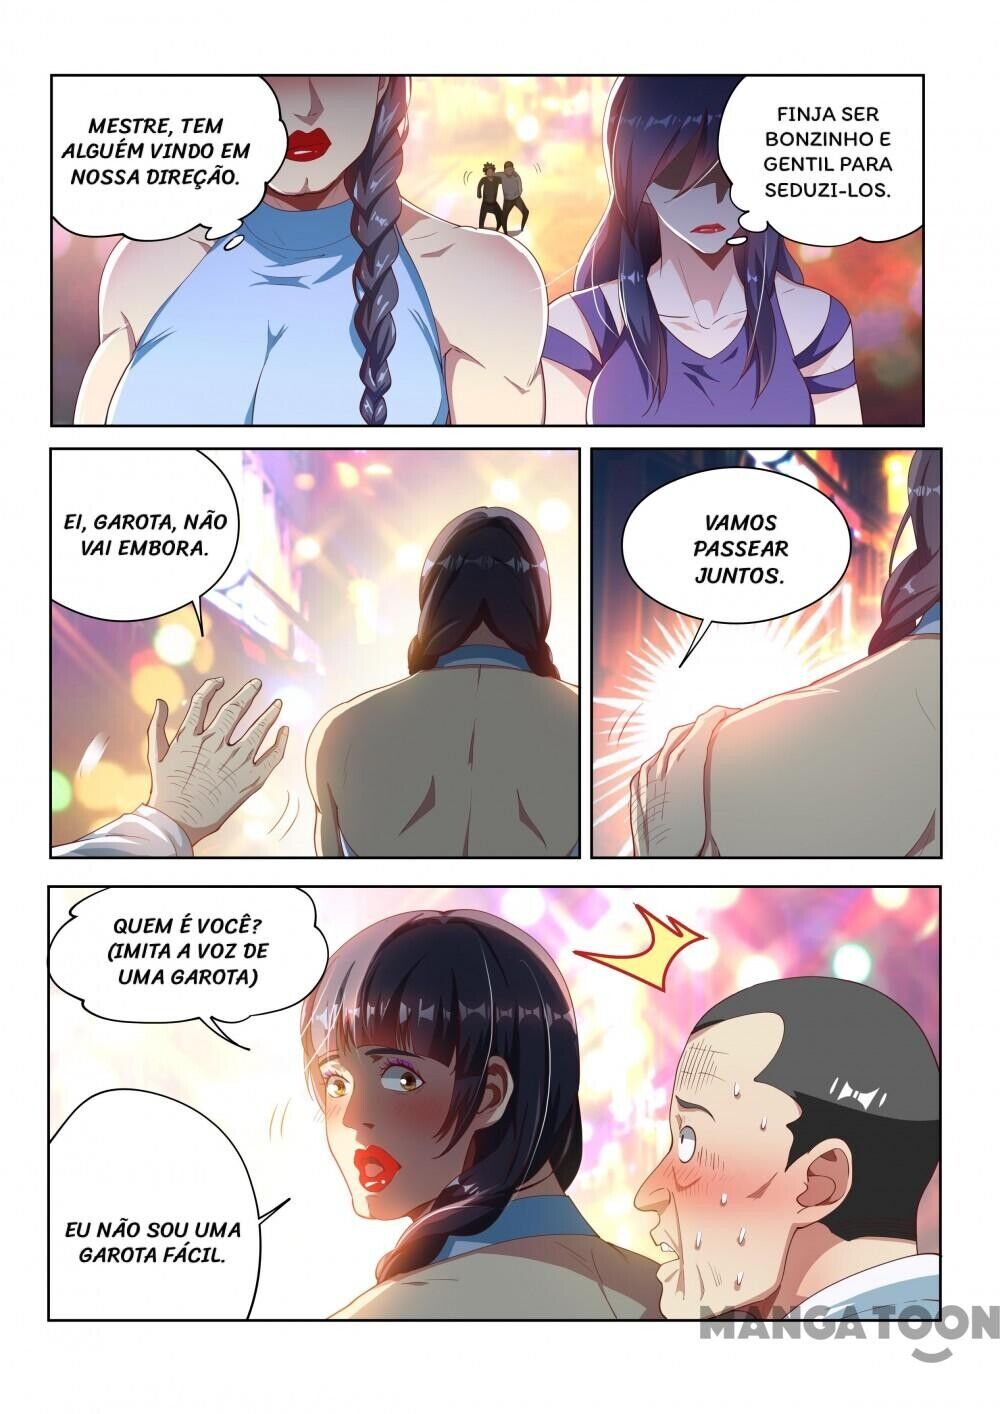 MESTRE, TEM
ALGUÉM VINDO EM
NOSSA DIREÇÃO.
FINJA SER
BONZINHO E
GENTIL PARA
SEDUZI-LOS.
EI, GAROTA, NÃO
VAI EMBORA.
VAMOS
PASSEAR
JUNTOS.
QUEM É VOCÊ?
(IMITA A VOZ DE
UMA GAROTA)
EU NÃO SOU UMA
GAROTA FÁCIL.
MANGATOON